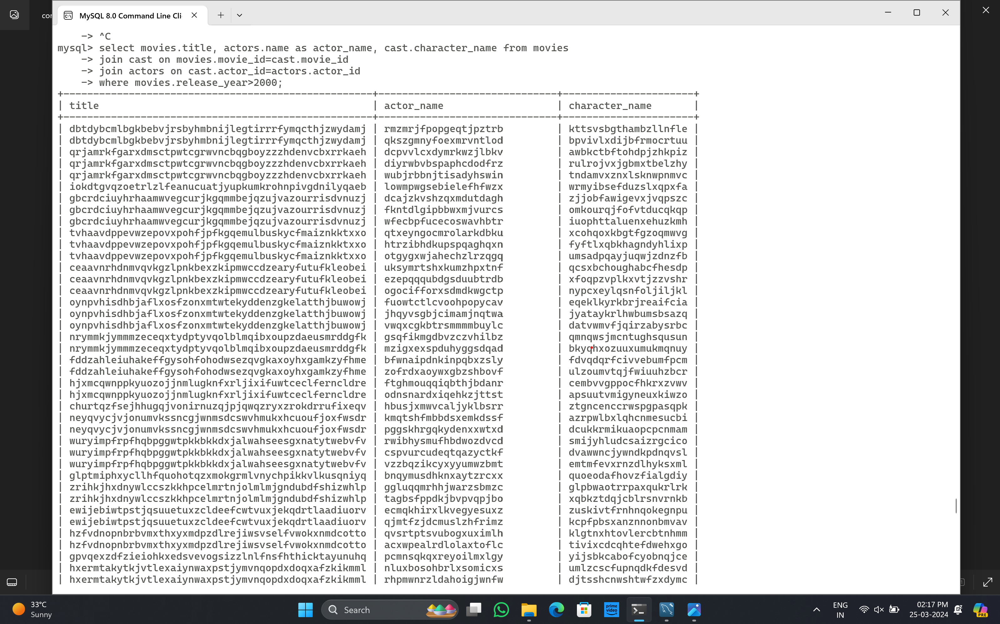 cor
MySQL 8.0 Command Line Cli
-> ^C
mysql> select movies.title, actors.name as actor_name, cast.character_name from movies
-> join cast on movies.movie_id=cast.movie_id
-> join actors on cast.actor_id=actors.actor_id
-> where movies.release_year>2000;
| title | actor_name | character_name |
| dbtdybcmlbgkbebvjrsbyhmbnijlegtirrrfymqcthjzwydamj | rmzmrjfpopgeqtjpztrb | kttsvsbgthambzllnfle |
| dbtdybcmlbgkbebvjrsbyhmbnijlegtirrrfymqcthjzwydamj | qkszgmnyfoexmrvntlod | bpvivlxdijbfrmocrtuu |
| qrjamrkfgarxdmsctpwtcgrwvncbqgboyzzzhdenvcbxrrkaeh | dcpvvlcxdymrkwzjlbkv | awbkctbftohdpjzhkpiz |
| qrjamrkfgarxdmsctpwtcgrwvncbqgboyzzzhdenvcbxrrkaeh | diyrwbvbspaphcdodfrz | rulrojvxjgbmxtbelzhy |
| qrjamrkfgarxdmsctpwtcgrwvncbqgboyzzzhdenvcbxrrkaeh | wubjrbbnjtisadyhswin | tndamvxznxlsknwpnmvc |
| iokdtgvqzoetrlzlfeanucuatjyupkumkrohnpivgdnilyqaeb | lowmpwgsebielefhfwzx | wrmyibsefduzslxqpxfa |
| gbcrdciuyhrhaamwvegcurjkgqmmbejqzujvazourrisdvnuzj | dcajzkvshzqxmdutdagh | zjjobfawigevxjvqpszc |
| gbcrdciuyhrhaamwvegcurjkgqmmbejqzujvazourrisdvnuzj | fkntdlgipbbwxmjvurcs | omkourqjfofvtducqkqp |
| gbcrdciuyhrhaamwvegcurjkgqmmbejqzujvazourrisdvnuzj | wfecbpfucecoswavhbtr | iuophttaluenxehuzkmh |
| tvhaavdppevwzepovxpohfjpfkgqemulbuskycfmaiznkktxxo | qtxeyngocmrolarkdbku | xcohqoxkbgtfgzoqmwvg |
| tvhaavdppevwzepovxpohfjpfkgqemulbuskycfmaiznkktxxo | htrzibhdkupspqaghqxn | fyftlxqbkhagndyhlixp |
| tvhaavdppevwzepovxpohfjpfkgqemulbuskycfmaiznkktxxo | otgygxwjahechzlrzqgq | umsadpqayjuqwjzdnzfb |
| ceaavnrhdnmvqvkgzlpnkbexzkipmwccdzearyfutufkleobei | uksymrtshxkumzhpxtnf | qcsxbchoughabcfhesdp |
| ceaavnrhdnmvqvkgzlpnkbexzkipmwccdzearyfutufkleobei | ezepqqqubdgsduubtrdb | xfoqpzvplkxvtjzzvshr |
| ceaavnrhdnmvqvkgzlpnkbexzkipmwccdzearyfutufkleobei | ogocifforxsdmdkwgctp | nypcxeylqsnfoljiljkl |
| oynpvhisdhbjaflxosfzonxmtwtekyddenzgkelatthjbuwowj | fuowtctlcvoohpopycav | eqeklkyrkbrjreaifcia |
| oynpvhisdhbjaflxosfzonxmtwtekyddenzgkelatthjbuwowj | jhqyvsgbjcimamjnqtwa | jyataykrlhwbumsbsazq |
| oynpvhisdhbjaflxosfzonxmtwtekyddenzgkelatthjbuwowj | vwqxcgkbtrsmmmmbuylc | datvwmvfjqirzabysrbc |
| nrymmkjymmmzeceqxtydptyvqolblmqibxoupzdaeusmrddgfk | gsqfikmgdbvzczvhilbz | qmnqwsjmcntughsqusun |
| nrymmkjymmmzeceqxtydptyvqolblmqibxoupzdaeusmrddgfk | mzigxexspduhyggsdqad | bkyqhxozuuxumukmqnuy |
| fddzahleiuhakeffgysohfohodwsezqvgkaxoyhxgamkzyfhme | bfwnaipdnkinpqbxzsly | fdvqdqrfcivvebumfpcm |
| fddzahleiuhakeffgysohfohodwsezqvgkaxoyhxgamkzyfhme | zofrdxaoywxgbzshbovf | ulzoumvtqjfwiuuhzbcr |
| hjxmcqwnppkyuozojjnmlugknfxrljixifuwtceclferncldre | ftghmouqqiqbthjbdanr | cembvvgppocfhkrxzvwv |
| hjxmcqwnppkyuozojjnmlugknfxrljixifuwtceclferncldre | odnsnardxiqehkzjttst | apsuutvmigyneuxkiwzo |
| churtqzfsejhhugqjvonirnuzqjpjqwqzryxzrokdrrufixeqv | hbusjxmwvcaljyklbsrr | ztgncenccrwspgpasqpk |
| neyqvycjvjonumvkssncgjwnmsdcswvhmukxhcuoufjoxfwsdr | kmqtshfmbbdsxemkdssf | azrpwlbxlqhcnmesucbi |
| neyqvycjvjonumvkssncgjwnmsdcswvhmukxhcuoufjoxfwsdr | pggskhrgqkydenxxwtxd | dcukkrmikuaopcpcnmam |
| wuryimpfrpfhqbpggwtpkkbkkdxjalwahseesgxnatytwebvfv | rwibhysmufhbdwozdvcd | smijyhludcsaizrgcico |
| wuryimpfrpfhqbpggwtpkkbkkdxjalwahseesgxnatytwebvfv | cspvurcudeqtqazyctkf | dvawwncjywndkpdnqvsl |
| wuryimpfrpfhqbpggwtpkkbkkdxjalwahseesgxnatytwebvfv | vzzbqzikcyxyyumwzbmt | emtmfevxrnzdlhyksxml |
| glptmiphxycllhfquohotqzxmokgrmlvnychpikkvlkusqniyq | bnqymusdhknxaytzrcxx | quoeodafhovzfialgdiy |
| zrihkjhxdnywlccszkkhpcelmrtnjolmlmjgndubdfshizwhlp | ggluqqmrhhjwarzsbmzc | glpbwaotrrpaxqukrlrk |
| zrihkjhxdnywlccszkkhpcelmrtnjolmlmjgndubdfshizwhlp | tagbsfppdkjbvpvqpjbo | xqbkztdqjcblrsnvrnkb |
| ewijebiwtpstjqsuuetuxzcldeefcwtvuxjekqdrtlaadiuorv | ecmqkhirxlkvegyesuxz | zuskivtfrnhnqokegnpu |
| ewijebiwtpstjqsuuetuxzcldeefcwtvuxjekqdrtlaadiuorv | qjmtfzjdcmuslzhfrimz | kcpfpbsxanznnonbmvav |
| hzfvdnopnbrbvmxthxyxmdpzdlrejiwsvselfvwokxnmdcotto | qvsrtptsvubogxuximlh | klgtnxhtovlercbtnhmm |
| hzfvdnopnbrbvmxthxyxmdpzdlrejiwsvselfvwokxnmdcotto | acxwpealrdlolaxtoflc | tivixcdcqhtefdwehxgo |
| gpvqexzdfzieiohkxedsvevogsizzlnlfnsfhthicktayunuhq | pcmnsqkqxreyoilmxlgy | yijsbkcabofcyobnqjce |
| hxermtakytkjvtlexaiynwaxpstjymvnqopdxdoqxafzkikmml | nluxbosohbrlxsomicxs | umlzcscfupnqdkfdesvd |
| hxermtakytkjvtlexaiynwaxpstjymvnqopdxdoqxafzkikmml | rhpmwnrzldahoigjwnfw | djtsshcnwshtwfzxdymc |
33°C
Sunny
Search
prime video
ENG
IN
02:17 PM
25-03-2024
PRE